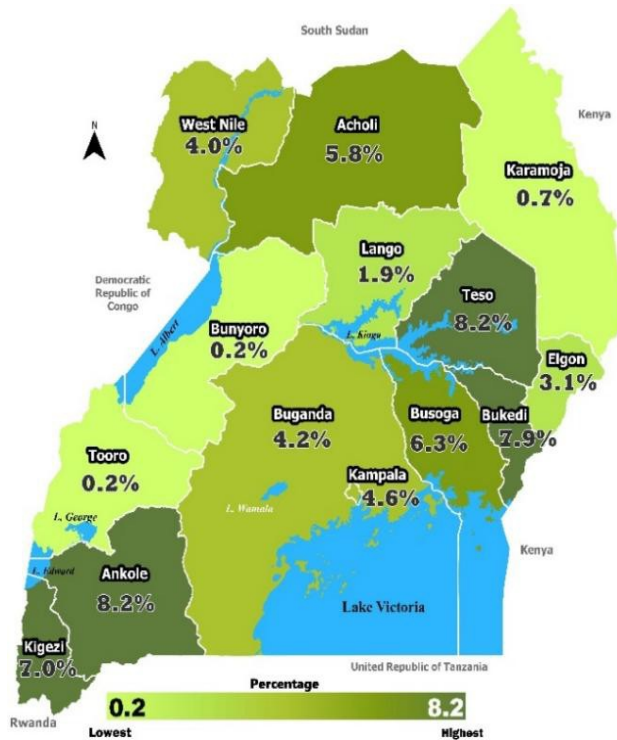 South Sudan
West Nile
4.0%
Acholi
5.8%
Kenya
N
Karamoja
0.7%
Lango
1.9%
Democratic
Republic of
Congo
Teso
8.2%
L. Albert
Bunyoro
0.2%
L. Kioga
Elgon
3.1%
Buganda
4.2%
Busoga
6.3%
Bukedi
7.9%
Tooro
0.2%
Kampala
4.6%
L. George
L. Wamala
L. Edward
Ankole
8.2%
Kenya
Lake Victoria
Kigezi
7.0%
United Republic of Tanzania
Rwanda
Percentage
0.2
8.2
Lowest
Highest